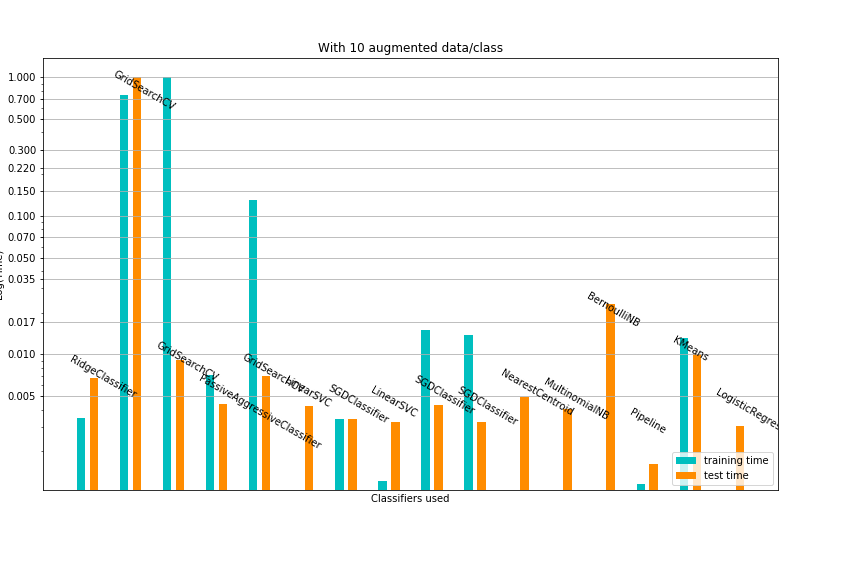 With 10 augmented data/class
1.000
0.700
0.500
0.300
0.220
0.150
0.100
0.070
0.050
0.035
0.017
0.010
0.005
RidgeClassifier
GridSearchCV
GridSearchCV
PassiveAggressiveClassifier
GridSearchCV
LinearSVC
SGDClassifier
LinearSVC
SGDClassifier
SGDClassifier
NearestCentroid
MultinomialNB
BernoulliNB
Pipeline
KMeans
LogisticRegres
training time
test time
Classifiers used